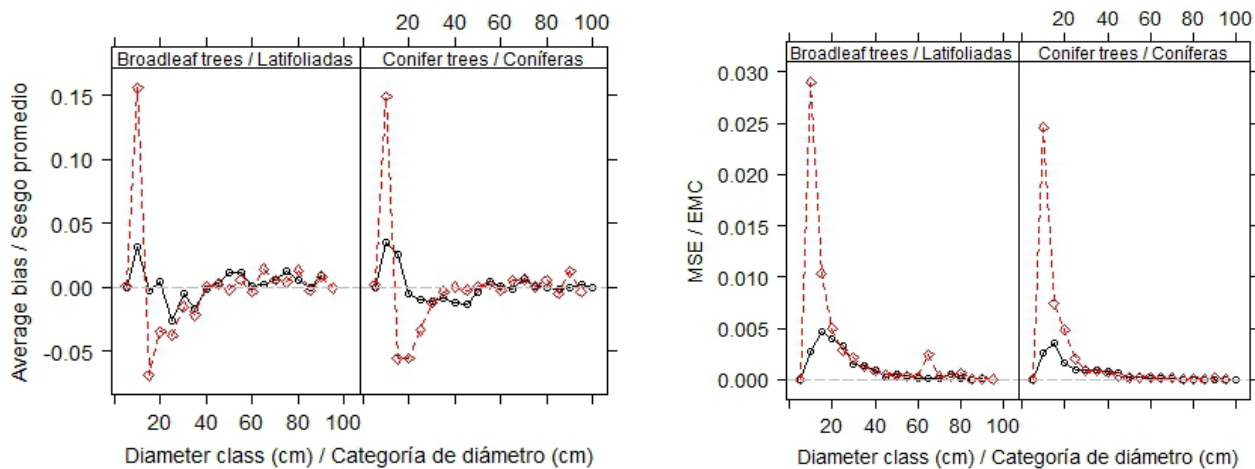 20 40 60 80 100
Broadleaf trees / Latifoliadas
Conifer trees / Coníferas
0.15
0.10
0.05
0.00
-0.05
Average bias / Sesgo promedio
20 40 60 80 100
Diameter class (cm) / Categoría de diámetro (cm)
20 40 60 80 100
Broadleaf trees / Latifoliadas
Conifer trees / Coníferas
0.030
0.025
0.020
0.015
0.010
0.005
0.000
MSE / EMC
20 40 60 80 100
Diameter class (cm) / Categoría de diámetro (cm)